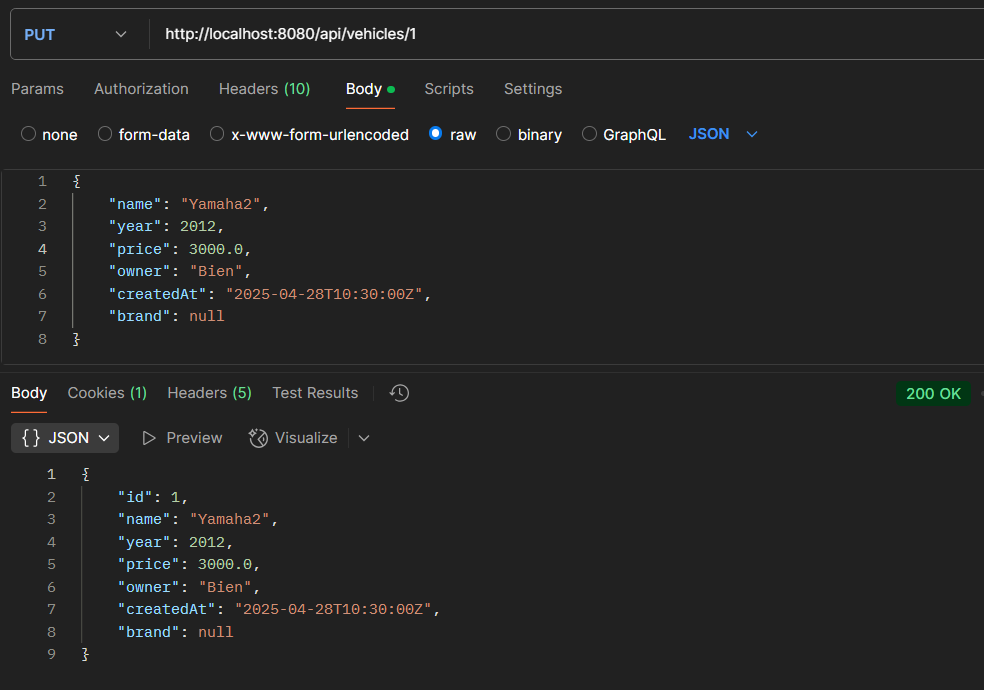 PUT http://localhost:8080/api/vehicles/1
Params Authorization Headers (10) Body Scripts Settings
none form-data x-www-form-urlencoded raw binary GraphQL JSON
1 {
2 "name": "Yamaha2",
3 "year": 2012,
4 "price": 3000.0,
5 "owner": "Bien",
6 "createdAt": "2025-04-28T10:30:00Z",
7 "brand": null
8 }
Body Cookies (1) Headers (5) Test Results 200 OK
{} JSON Preview Visualize
1 {
2 "id": 1,
3 "name": "Yamaha2",
4 "year": 2012,
5 "price": 3000.0,
6 "owner": "Bien",
7 "createdAt": "2025-04-28T10:30:00Z",
8 "brand": null
9 }